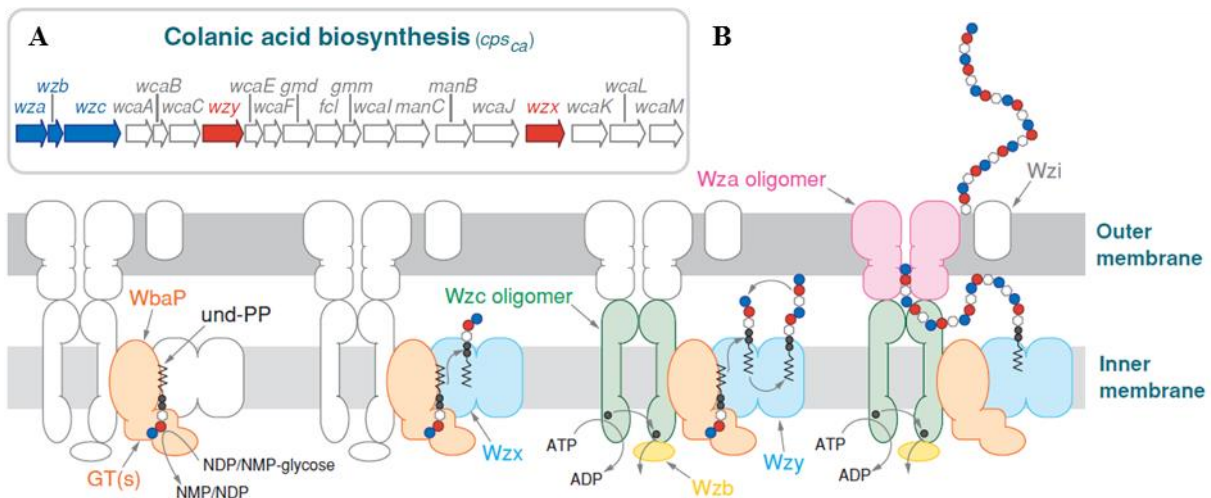 A
Colanic acid biosynthesis (cps ca)
wzb wcaB wcaE gmd gmm manB wcaL
wza wzc wcaA wcaC wzy wcaF fcl wcaI manC wcaJ wzx wcaK wcaM
B
Wza oligomer
Wzi
Outer
membrane
WbaP
und-PP
Wzc oligomer
Inner
membrane
GT(s)
NDP/NMP-glycose
NMP/NDP
Wzx
ATP
ADP
Wzb
Wzy
ATP
ADP